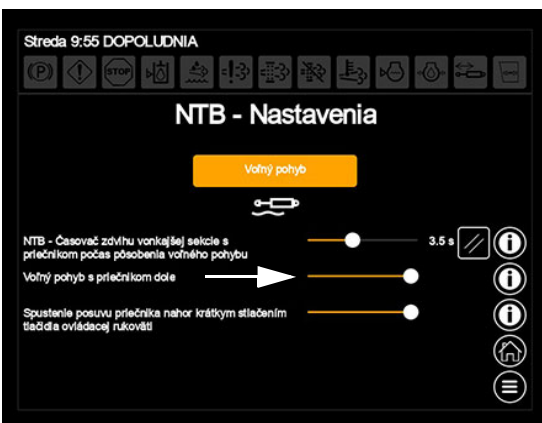 Streda 9:55 DOPOLUDNIA
(P)
STOP
NTB - Nastavenia
Voľný pohyb
NTB - Časovač zdvihu vonkajšej sekcie s
priečnikom počas pôsobenia voľného pohybu
3.5 s
Voľný pohyb s priečnikom dole
Spustenie posuvu priečnika nahor krátkym stlačením
tlačidla ovládacej rukoväti